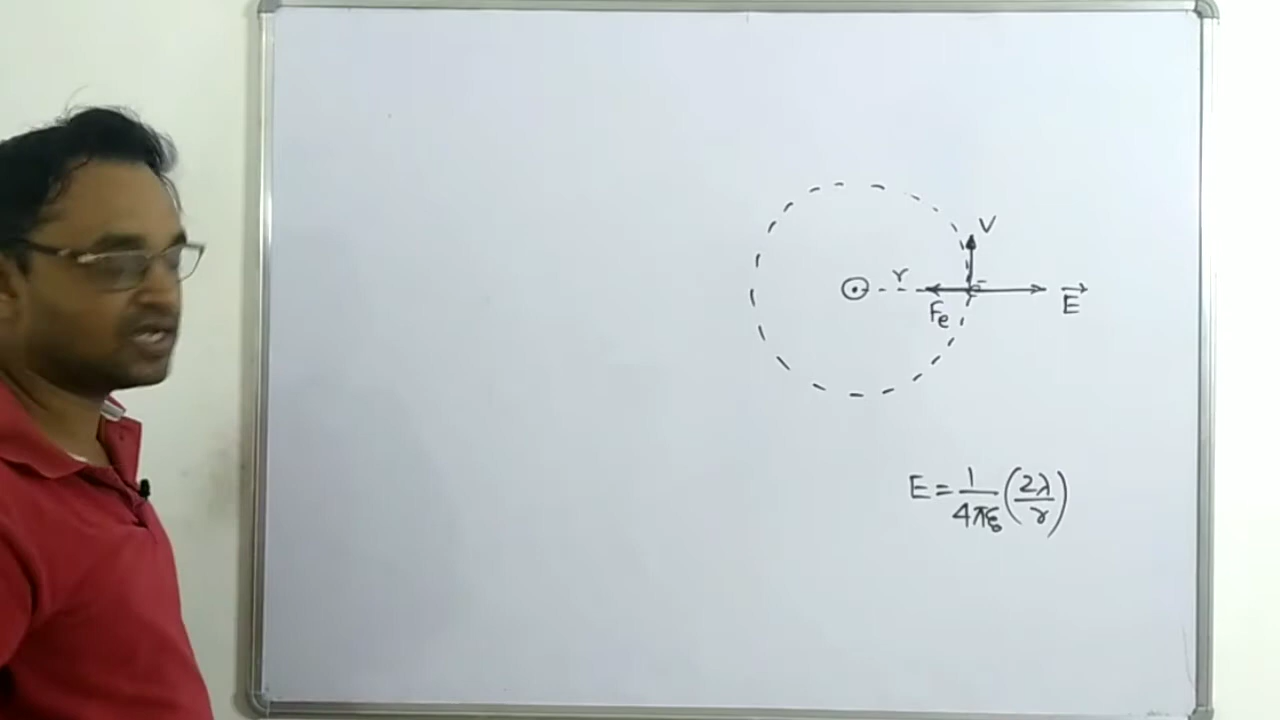 V
r
E⃗
Fe
E = 1/4πε₀ (2λ/r)